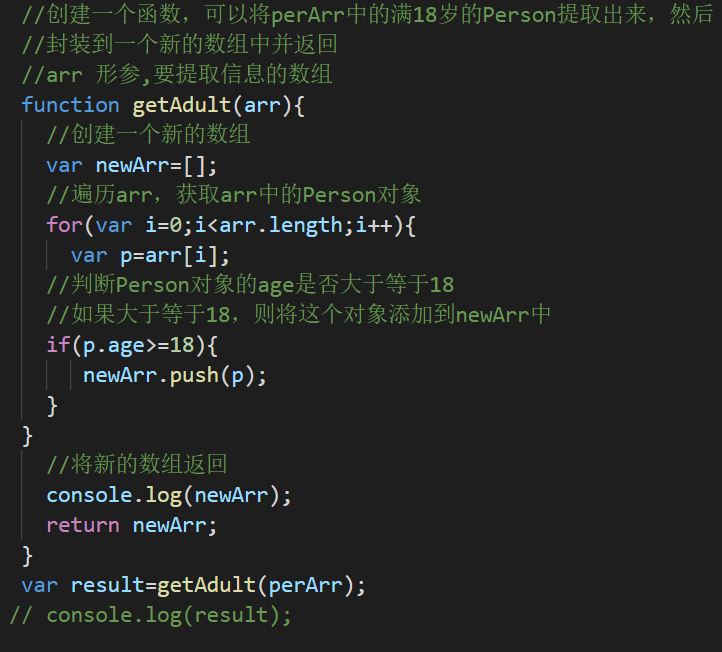 //创建一个函数，可以将perArr中的满18岁的Person提取出来，然后
//封装到一个新的数组中并返回
//arr 形参,要提取信息的数组
function getAdult(arr){
//创建一个新的数组
var newArr=[];
//遍历arr，获取arr中的Person对象
for(var i=0;i<arr.length;i++){
var p=arr[i];
//判断Person对象的age是否大于等于18
//如果大于等于18，则将这个对象添加到newArr中
if(p.age>=18){
newArr.push(p);
}
}
//将新的数组返回
console.log(newArr);
return newArr;
}
var result=getAdult(perArr);
// console.log(result);